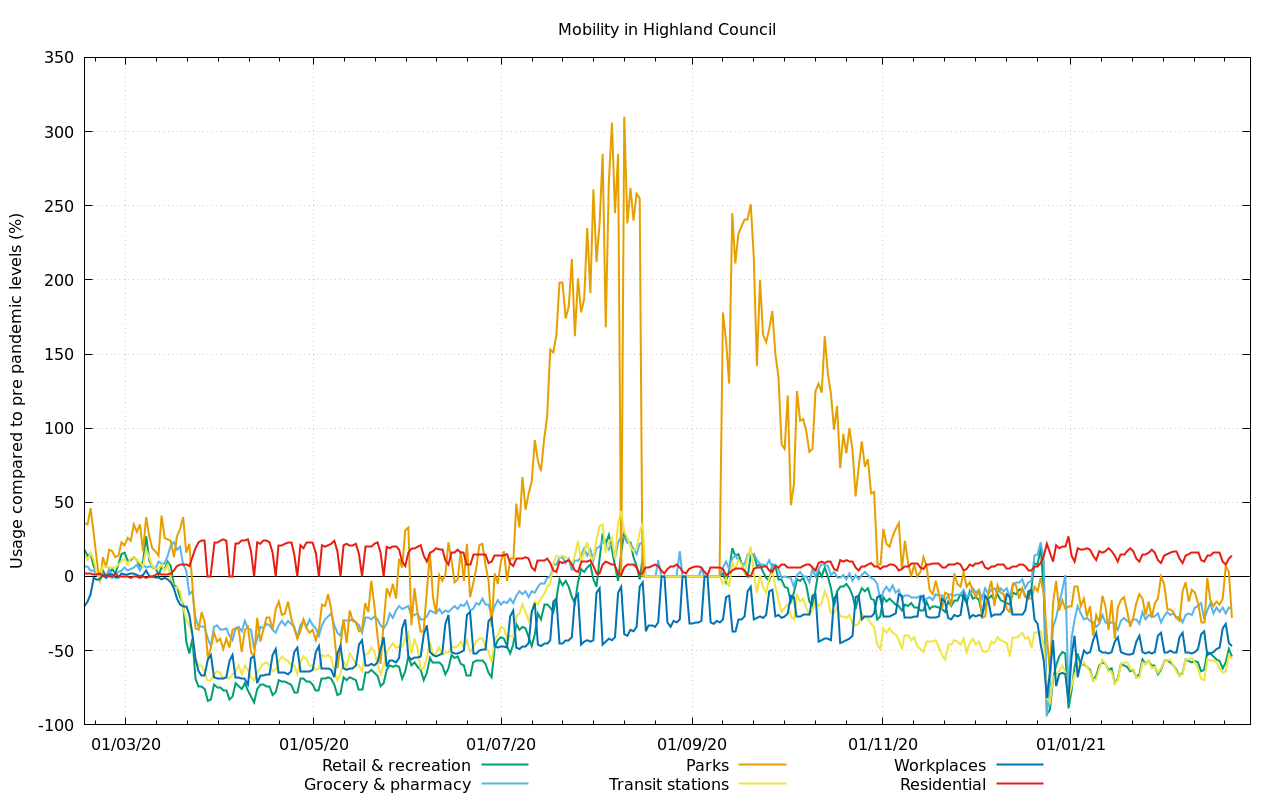 Mobility in Highland Council
Usage compared to pre pandemic levels (%)
350
300
250
200
150
100
50
0
-50
-100
01/03/20 01/05/20 01/07/20 01/09/20 01/11/20 01/01/21
Retail & recreation Parks Workplaces
Grocery & pharmacy Transit stations Residential